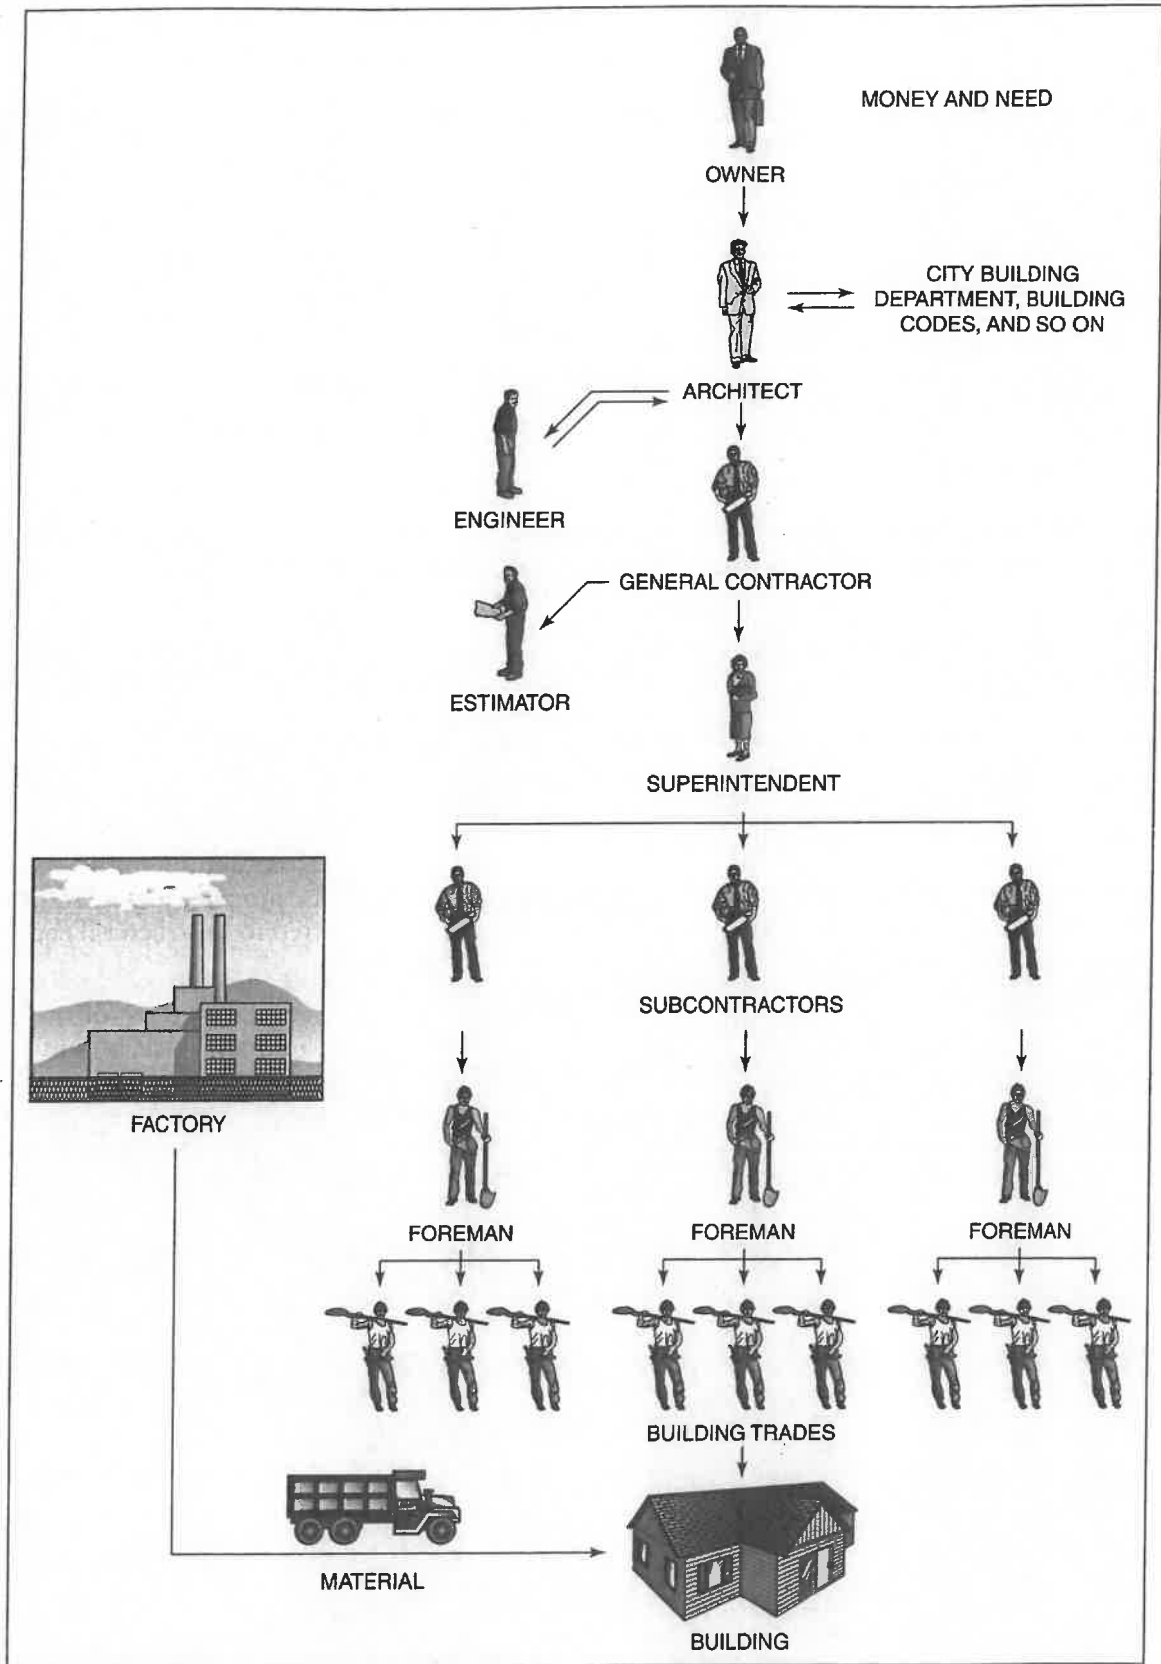 MONEY AND NEED
OWNER
CITY BUILDING
DEPARTMENT, BUILDING
CODES, AND SO ON
ARCHITECT
ENGINEER
GENERAL CONTRACTOR
ESTIMATOR
SUPERINTENDENT
SUBCONTRACTORS
FACTORY
FOREMAN
FOREMAN
FOREMAN
BUILDING TRADES
MATERIAL
BUILDING